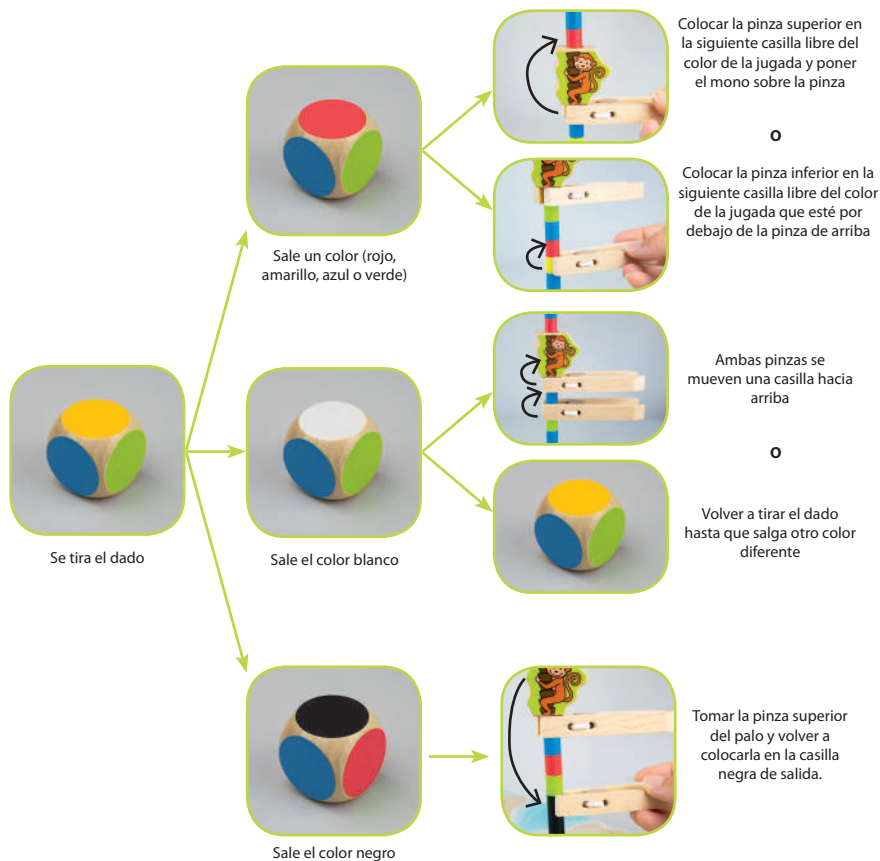 Colocar la pinza superior en
la siguiente casilla libre del
color de la jugada y poner
el mono sobre la pinza
o
Colocar la pinza inferior en la
siguiente casilla libre del color
de la jugada que esté por
debajo de la pinza de arriba
Sale un color (rojo,
amarillo, azul o verde)
Ambas pinzas se
mueven una casilla hacia
arriba
o
Volver a tirar el dado
hasta que salga otro color
diferente
Se tira el dado
Sale el color blanco
Tomar la pinza superior
del palo y volver a
colocarla en la casilla
negra de salida.
Sale el color negro